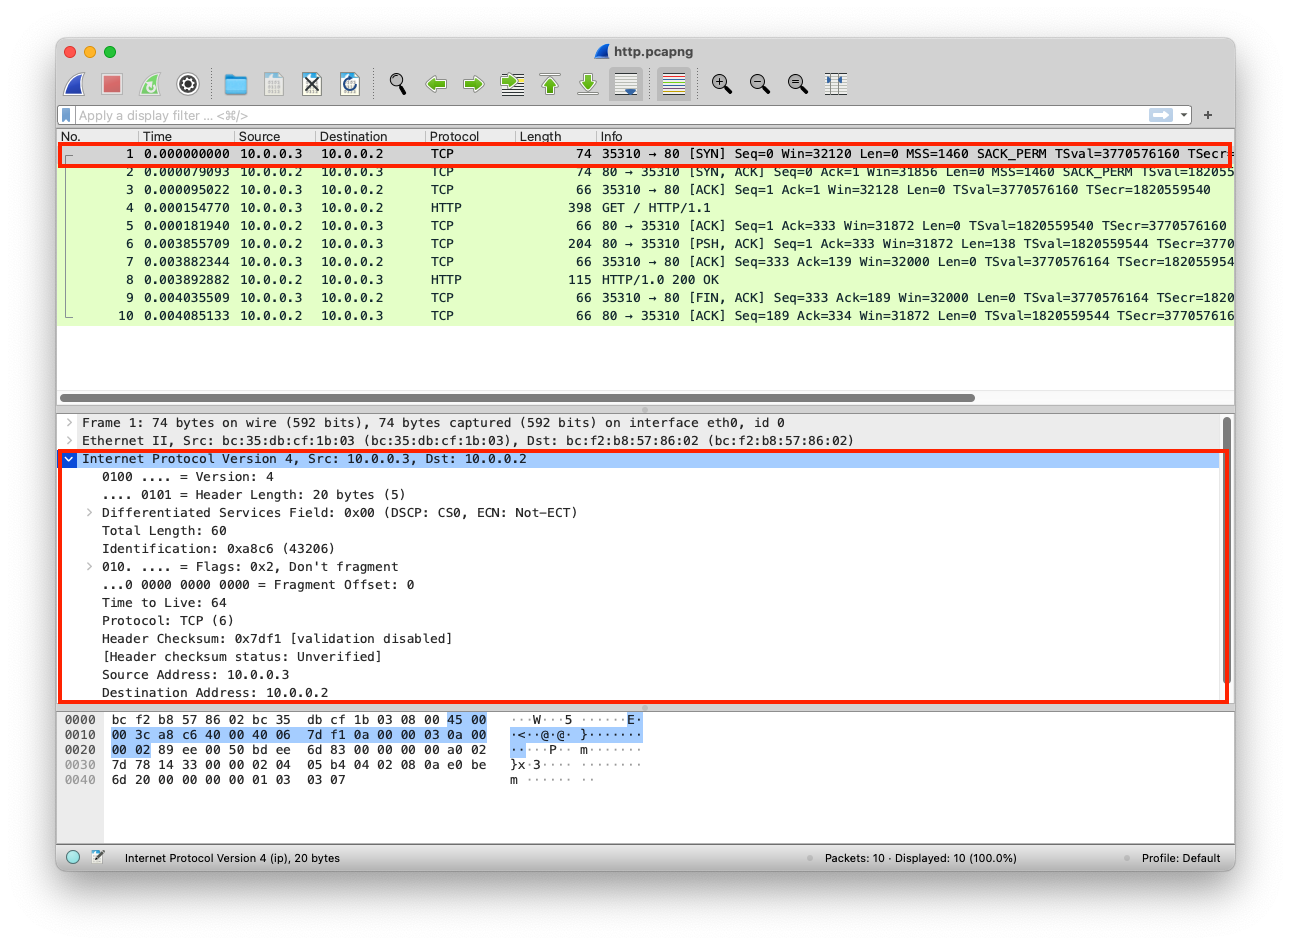 http.pcapng
Apply a display filter ... <⌘/>
No. Time Source Destination Protocol Length Info
1 0.000000000 10.0.0.3 10.0.0.2 TCP 74 35310 → 80 [SYN] Seq=0 Win=32120 Len=0 MSS=1460 SACK_PERM TSval=3770576160 TSecr=
2 0.000079093 10.0.0.2 10.0.0.3 TCP 74 80 → 35310 [SYN, ACK] Seq=0 Ack=1 Win=31856 Len=0 MSS=1460 SACK_PERM TSval=182055
3 0.000095022 10.0.0.3 10.0.0.2 TCP 66 35310 → 80 [ACK] Seq=1 Ack=1 Win=32128 Len=0 TSval=3770576160 TSecr=1820559540
4 0.000154770 10.0.0.3 10.0.0.2 HTTP 398 GET / HTTP/1.1
5 0.000181940 10.0.0.2 10.0.0.3 TCP 66 80 → 35310 [ACK] Seq=1 Ack=333 Win=31872 Len=0 TSval=1820559540 TSecr=3770576160
6 0.003855709 10.0.0.2 10.0.0.3 TCP 204 80 → 35310 [PSH, ACK] Seq=1 Ack=333 Win=31872 Len=138 TSval=1820559544 TSecr=3770
7 0.003882344 10.0.0.3 10.0.0.2 TCP 66 35310 → 80 [ACK] Seq=333 Ack=139 Win=32000 Len=0 TSval=3770576164 TSecr=182055954
8 0.003892882 10.0.0.2 10.0.0.3 HTTP 115 HTTP/1.0 200 OK
9 0.004035509 10.0.0.3 10.0.0.2 TCP 66 35310 → 80 [FIN, ACK] Seq=333 Ack=189 Win=32000 Len=0 TSval=3770576164 TSecr=1820
10 0.004085133 10.0.0.2 10.0.0.3 TCP 66 80 → 35310 [ACK] Seq=189 Ack=334 Win=31872 Len=0 TSval=1820559544 TSecr=377057616
Frame 1: 74 bytes on wire (592 bits), 74 bytes captured (592 bits) on interface eth0, id 0
Ethernet II, Src: bc:35:db:cf:1b:03 (bc:35:db:cf:1b:03), Dst: bc:f2:b8:57:86:02 (bc:f2:b8:57:86:02)
Internet Protocol Version 4, Src: 10.0.0.3, Dst: 10.0.0.2
0100 .... = Version: 4
.... 0101 = Header Length: 20 bytes (5)
Differentiated Services Field: 0x00 (DSCP: CS0, ECN: Not-ECT)
Total Length: 60
Identification: 0xa8c6 (43206)
010. .... = Flags: 0x2, Don't fragment
...0 0000 0000 0000 = Fragment Offset: 0
Time to Live: 64
Protocol: TCP (6)
Header Checksum: 0x7df1 [validation disabled]
[Header checksum status: Unverified]
Source Address: 10.0.0.3
Destination Address: 10.0.0.2
0000 bc f2 b8 57 86 02 bc 35 db cf 1b 03 08 00 45 00 ···W···5 ······E·
0010 00 3c a8 c6 40 00 40 06 7d f1 0a 00 00 03 0a 00 ·<··@·@· }·······
0020 00 02 89 ee 00 50 bd ee 6d 83 00 00 00 00 a0 02 ·····P·· m·······
0030 7d 78 14 33 00 00 02 04 05 b4 04 02 08 0a e0 be }x·3···· ········
0040 6d 20 00 00 00 00 01 03 03 07 m ······ ··
Internet Protocol Version 4 (ip), 20 bytes
Packets: 10 · Displayed: 10 (100.0%)
Profile: Default